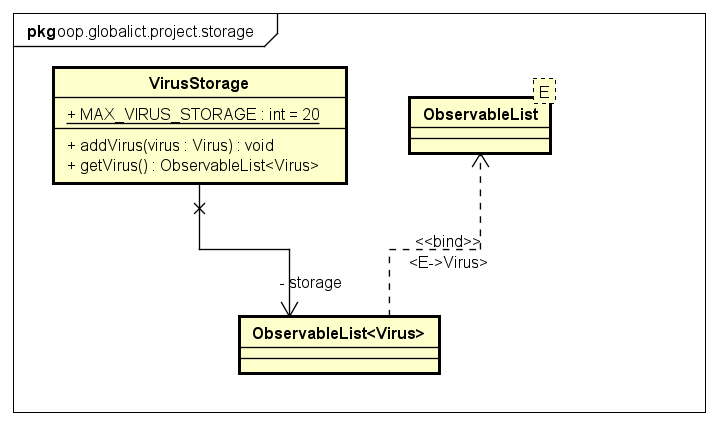 pkg oop.globalict.project.storage
VirusStorage
+ MAX_VIRUS_STORAGE : int = 20
+ addVirus(virus : Virus) : void
+ getVirus() : ObservableList<Virus>
E
ObservableList
<<bind>>
<E->Virus>
- storage
ObservableList<Virus>